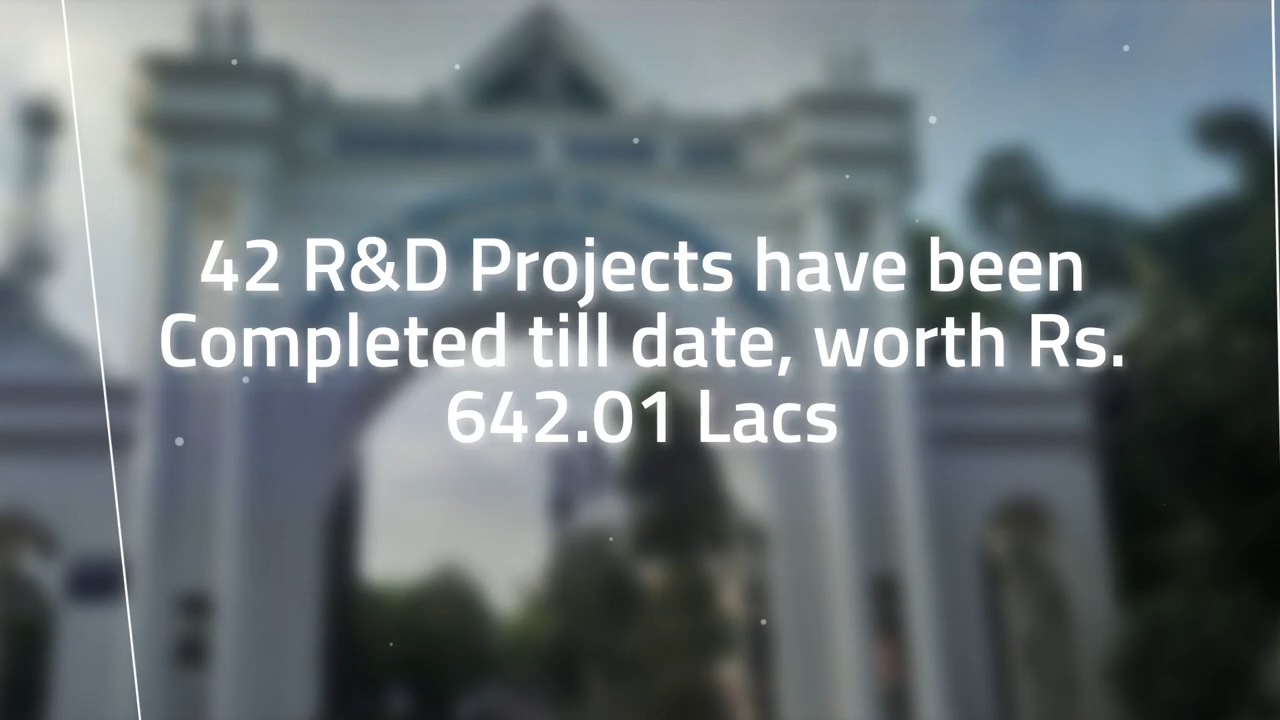 42 R&D Projects have been
Completed till date, worth Rs.
642.01 Lacs